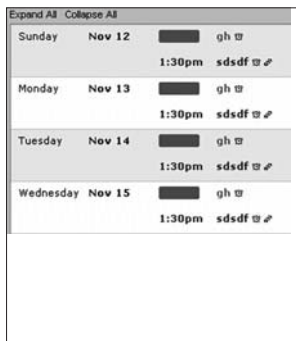 Expand All Collapse All
Sunday Nov 12 gh
1:30pm sdsdf
Monday Nov 13 gh
1:30pm sdsdf
Tuesday Nov 14 gh
1:30pm sdsdf
Wednesday Nov 15 gh
1:30pm sdsdf